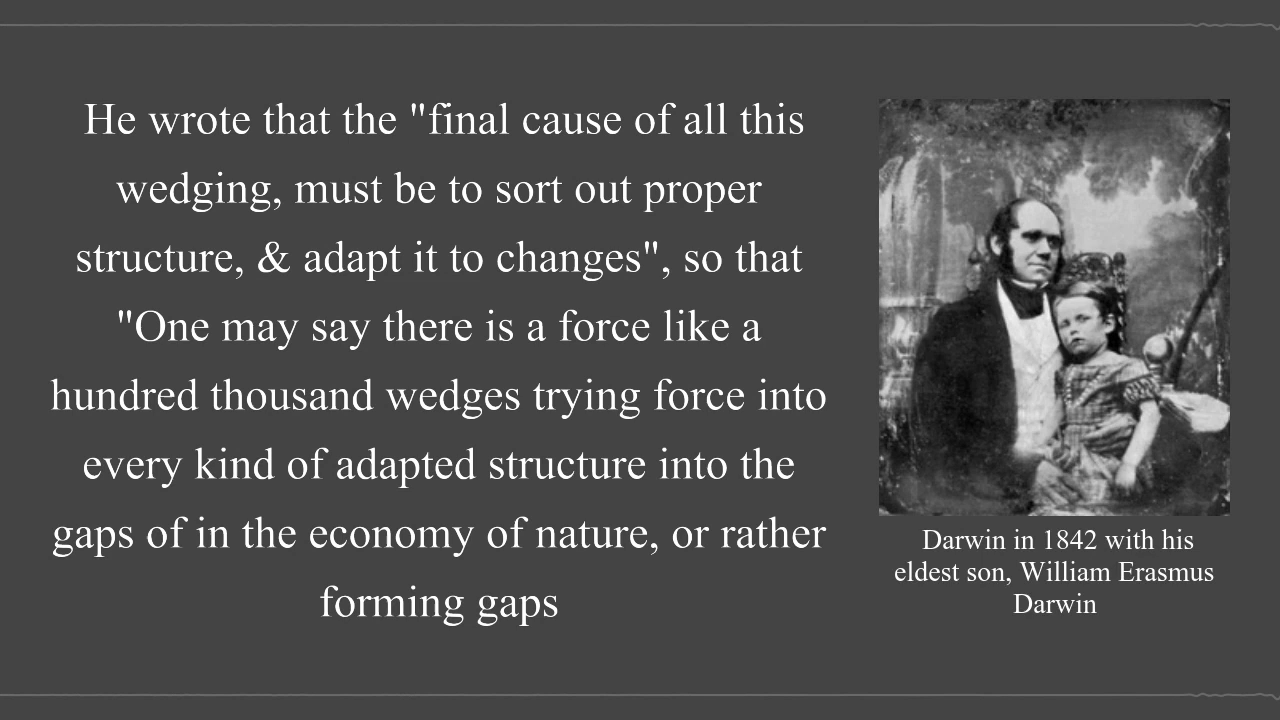 He wrote that the "final cause of all this
wedging, must be to sort out proper
structure, & adapt it to changes", so that
"One may say there is a force like a
hundred thousand wedges trying force into
every kind of adapted structure into the
gaps of in the economy of nature, or rather
forming gaps
Darwin in 1842 with his
eldest son, William Erasmus
Darwin